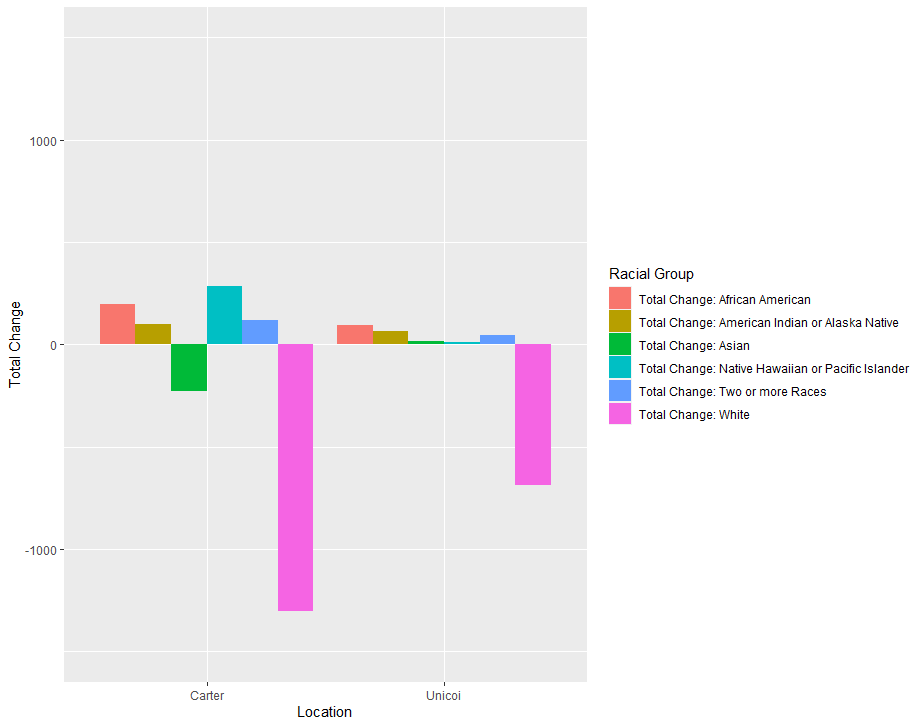 1000
0
-1000
Total Change
Carter
Unicoi
Location
Racial Group
Total Change: African American
Total Change: American Indian or Alaska Native
Total Change: Asian
Total Change: Native Hawaiian or Pacific Islander
Total Change: Two or more Races
Total Change: White